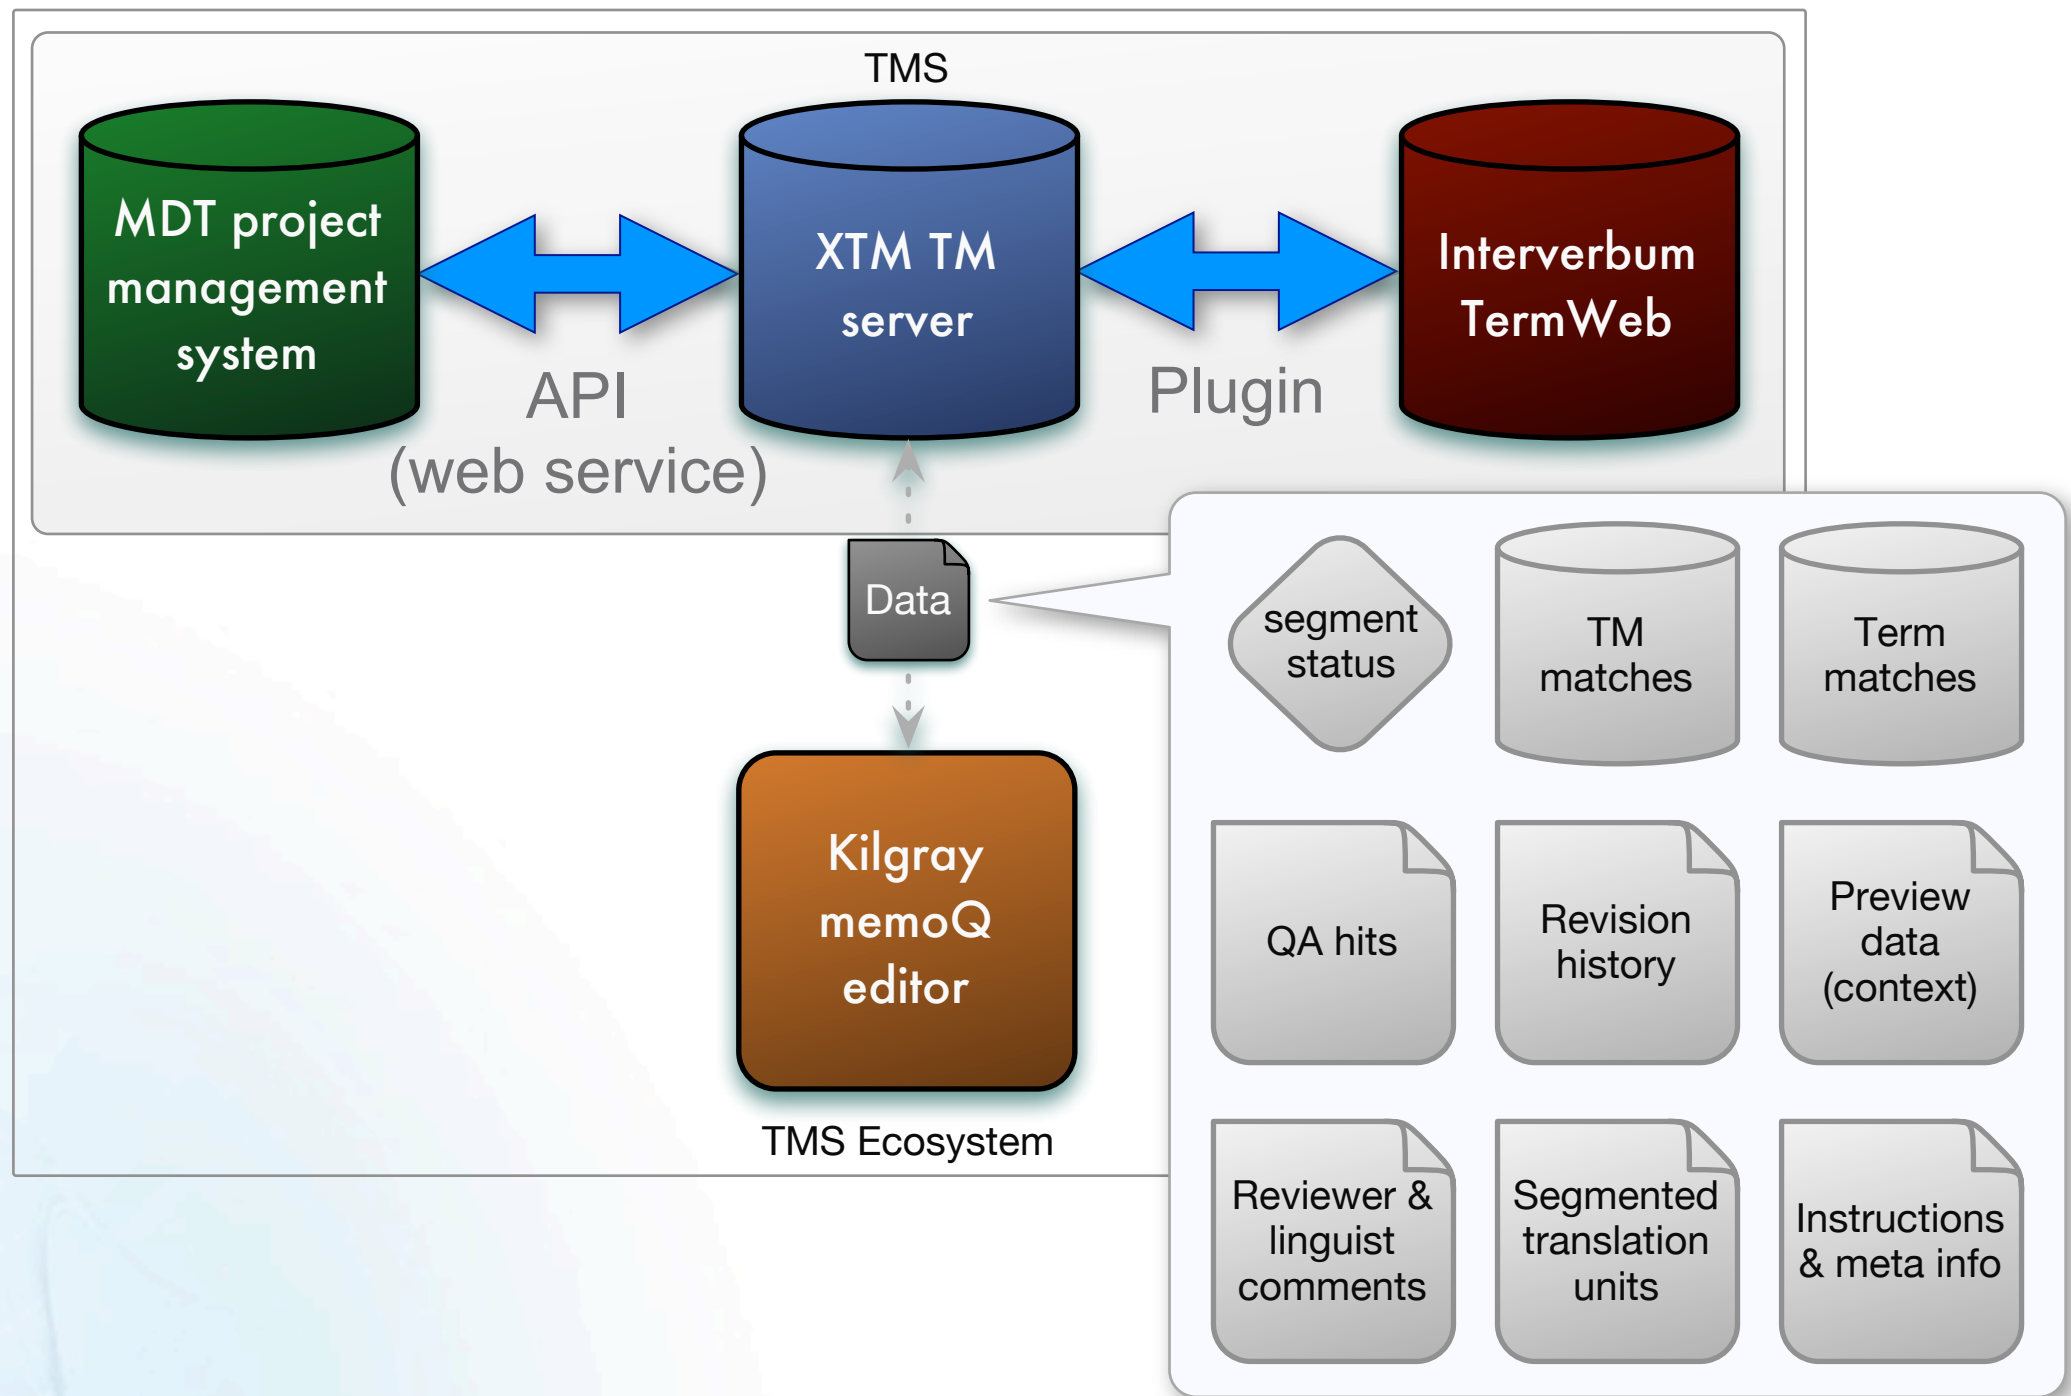 TMS
MDT project
management
system
API
(web service)
XTM TM
server
Plugin
Interverbum
TermWeb
Data
Kilgray
memoQ
editor
TMS Ecosystem
segment
status
TM
matches
Term
matches
QA hits
Revision
history
Preview
data
(context)
Reviewer &
linguist
comments
Segmented
translation
units
Instructions
& meta info